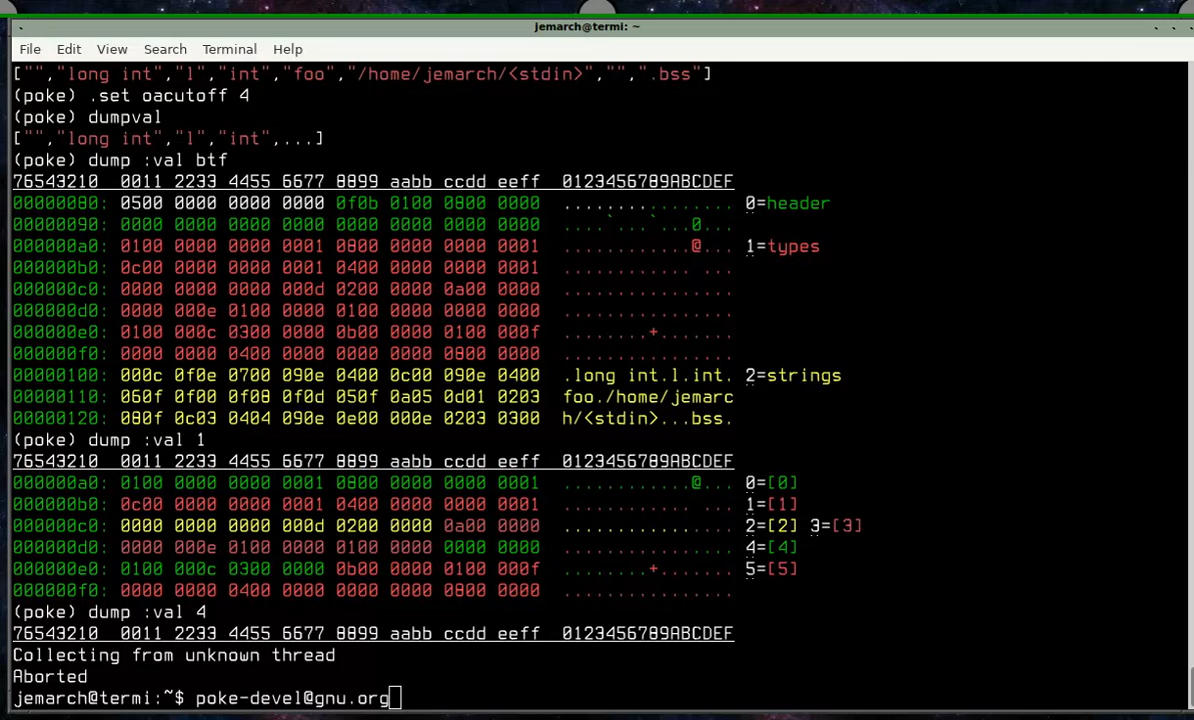 jemarch@termi: ~
File Edit View Search Terminal Help
["","long int","l","int","foo","/home/jemarch/<stdin>","",".bss"]
(poke) .set oacutoff 4
(poke) dumpval
["","long int","l","int",....]
(poke) dump :val btf
76543210  0011 2233 4455 6677 8899 aabb ccdd eeff  0123456789ABCDEF
00000080: 0500 0000 0000 0000 0f0b 0100 0800 0000  ................ 0=header
00000090: 0000 0000 0000 0000 0000 0000 0000 0000  ....`...`...0...
000000a0: 0100 0000 0000 0001 0800 0000 0000 0001  ............@... 1=types
000000b0: 0c00 0000 0000 0001 0400 0000 0000 0001  ............ ...
000000c0: 0000 0000 0000 000d 0200 0000 0a00 0000  ................
000000d0: 0000 000e 0100 0000 0100 0000 0000 0000  ................
000000e0: 0100 000c 0300 0000 0b00 0000 0100 000f  ........+.......
000000f0: 0000 0000 0400 0000 0000 0000 0800 0000  ................
00000100: 000c 0f0e 0700 090e 0400 0c00 090e 0400  .long int.l.int. 2=strings
00000110: 060f 0f00 0f08 0f0d 050f 0a05 0d01 0203  foo./home/jemarc
00000120: 080f 0c03 0404 090e 0e00 000e 0203 0300  h/<stdin>...bss.
(poke) dump :val 1
76543210  0011 2233 4455 6677 8899 aabb ccdd eeff  0123456789ABCDEF
000000a0: 0100 0000 0000 0001 0800 0000 0000 0001  ............@... 0=[0]
000000b0: 0c00 0000 0000 0001 0400 0000 0000 0001  ............ ... 1=[1]
000000c0: 0000 0000 0000 000d 0200 0000 0a00 0000  ................ 2=[2] 3=[3]
000000d0: 0000 000e 0100 0000 0100 0000 0000 0000  ................ 4=[4]
000000e0: 0100 000c 0300 0000 0b00 0000 0100 000f  ........+....... 5=[5]
000000f0: 0000 0000 0400 0000 0000 0000 0800 0000  ................
(poke) dump :val 4
76543210  0011 2233 4455 6677 8899 aabb ccdd eeff  0123456789ABCDEF
Collecting from unknown thread
Aborted
jemarch@termi:~$ poke-devel@gnu.org